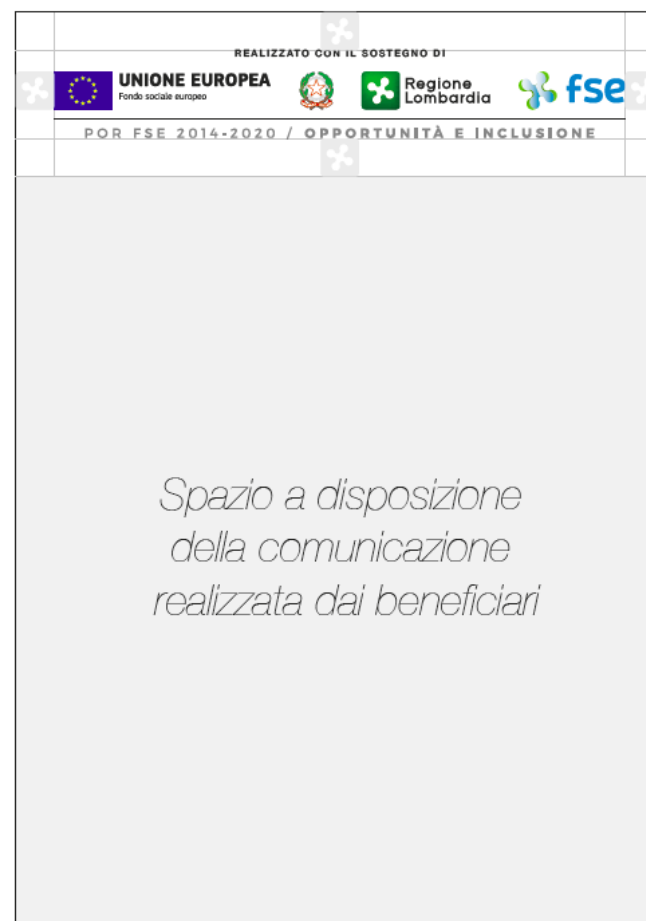 REALIZZATO CON IL SOSTEGNO DI
UNIONE EUROPEA
Fondo sociale europeo
Regione
Lombardia
fse
POR FSE 2014-2020 / OPPORTUNITÀ E INCLUSIONE
Spazio a disposizione
della comunicazione
realizzata dai beneficiari